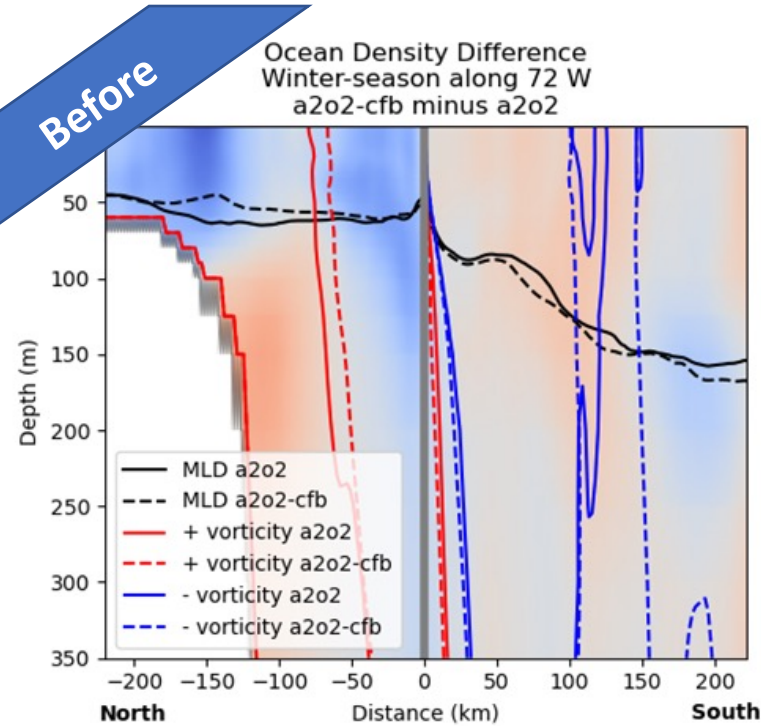 Before
Ocean Density Difference
Winter-season along 72 W
a2o2-cfb minus a2o2
50
100
150
200
250
300
350
Depth (m)
MLD a2o2
MLD a2o2-cfb
+ vorticity a2o2
+ vorticity a2o2-cfb
- vorticity a2o2
- vorticity a2o2-cfb
−200 −150 −100 −50 0 50 100 150 200
North Distance (km) South